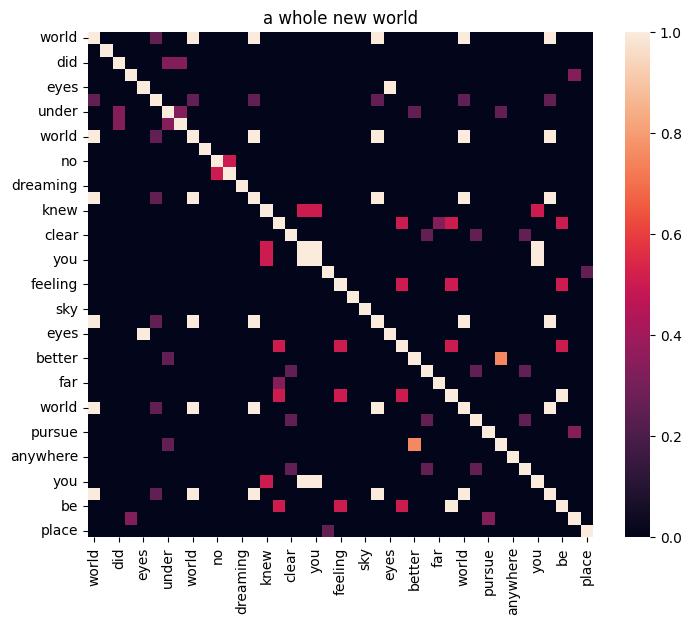 a whole new world
world
did
eyes
under
world
no
dreaming
knew
clear
you
feeling
sky
eyes
better
far
world
pursue
anywhere
you
be
place
1.0
0.8
0.6
0.4
0.2
0.0
world
did
eyes
under
world
no
dreaming
knew
clear
you
feeling
sky
eyes
better
far
world
pursue
anywhere
you
be
place